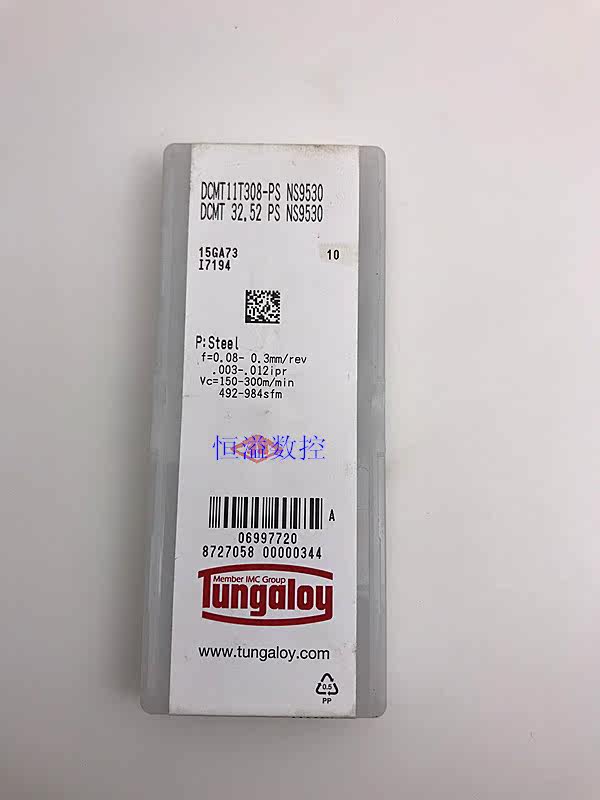 DCMT11T308-PS NS9530
DCMT 32.52 PS NS9530
15GA73
10
I7194
P:Steel
f=0.08- 0.3mm/rev
.003-.012ipr
Vc=150-300m/min
492-984sfm
恒溢数控
A
06997720
8727058 00000344
Member IMC Group
Tungaloy
www.tungaloy.com
0.5
PP